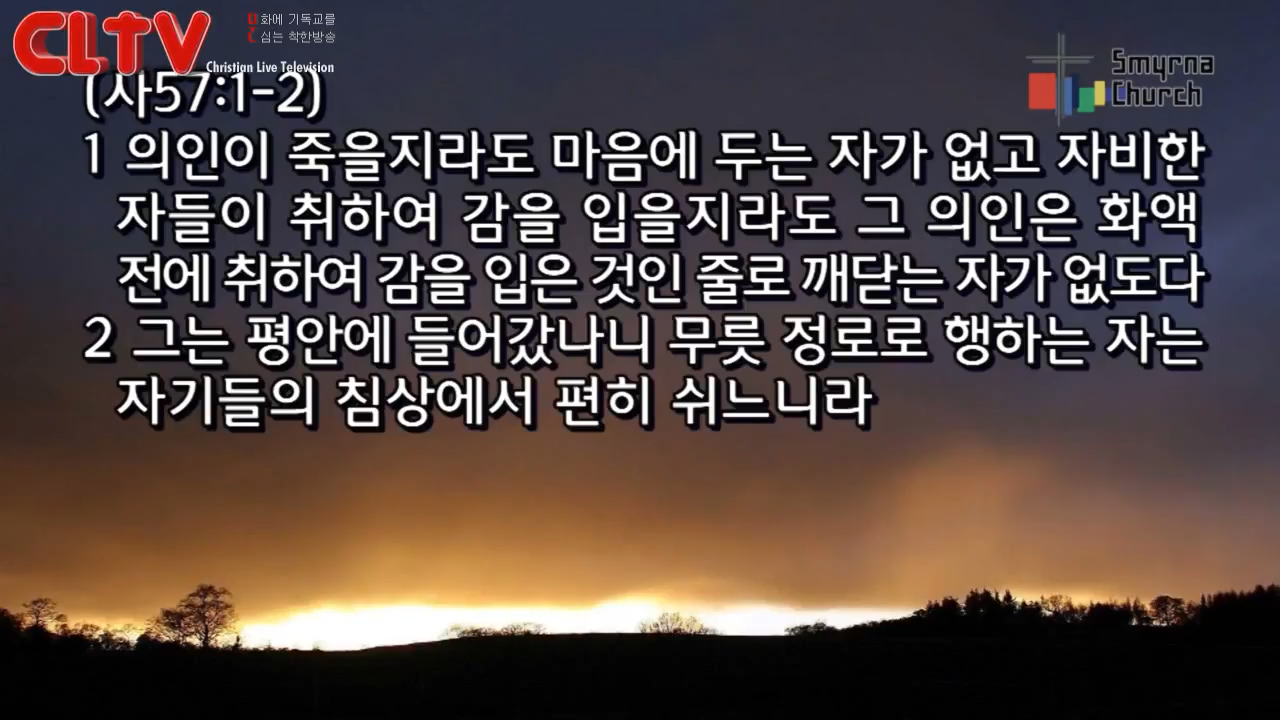 CLTV
문화에 기독교를
심는 착한방송
Christian Live Television
Smyrna
Church
(사57:1-2)
1 의인이 죽을지라도 마음에 두는 자가 없고 자비한
자들이 취하여 감을 입을지라도 그 의인은 화액
전에 취하여 감을 입은 것인 줄로 깨닫는 자가 없도다
2 그는 평안에 들어갔나니 무릇 정로로 행하는 자는
자기들의 침상에서 편히 쉬느니라